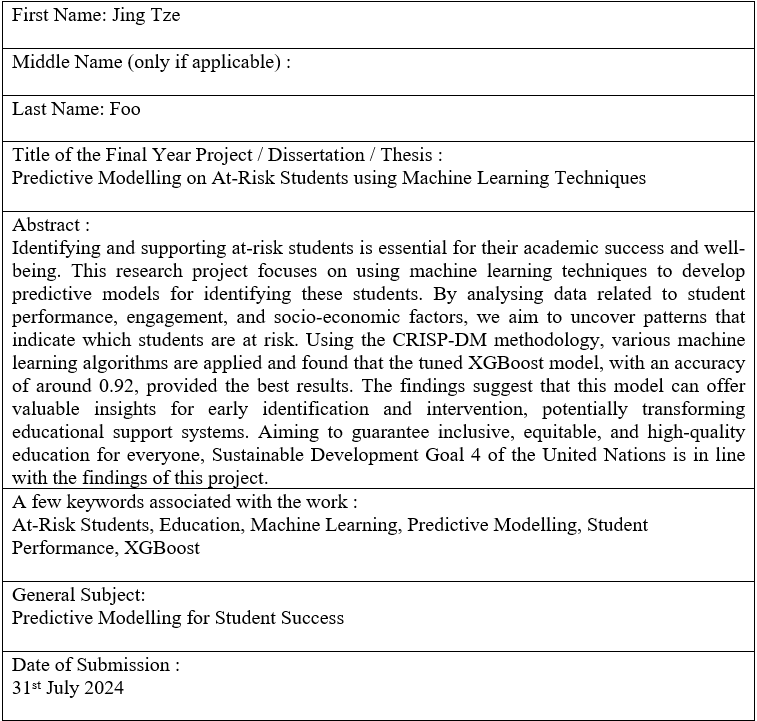 First Name: Jing Tze
Middle Name (only if applicable) :
Last Name: Foo
Title of the Final Year Project / Dissertation / Thesis :
Predictive Modelling on At-Risk Students using Machine Learning Techniques
Abstract :
Identifying and supporting at-risk students is essential for their academic success and well-
being. This research project focuses on using machine learning techniques to develop
predictive models for identifying these students. By analysing data related to student
performance, engagement, and socio-economic factors, we aim to uncover patterns that
indicate which students are at risk. Using the CRISP-DM methodology, various machine
learning algorithms are applied and found that the tuned XGBoost model, with an accuracy
of around 0.92, provided the best results. The findings suggest that this model can offer
valuable insights for early identification and intervention, potentially transforming
educational support systems. Aiming to guarantee inclusive, equitable, and high-quality
education for everyone, Sustainable Development Goal 4 of the United Nations is in line
with the findings of this project.
A few keywords associated with the work :
At-Risk Students, Education, Machine Learning, Predictive Modelling, Student
Performance, XGBoost
General Subject:
Predictive Modelling for Student Success
Date of Submission :
31st July 2024